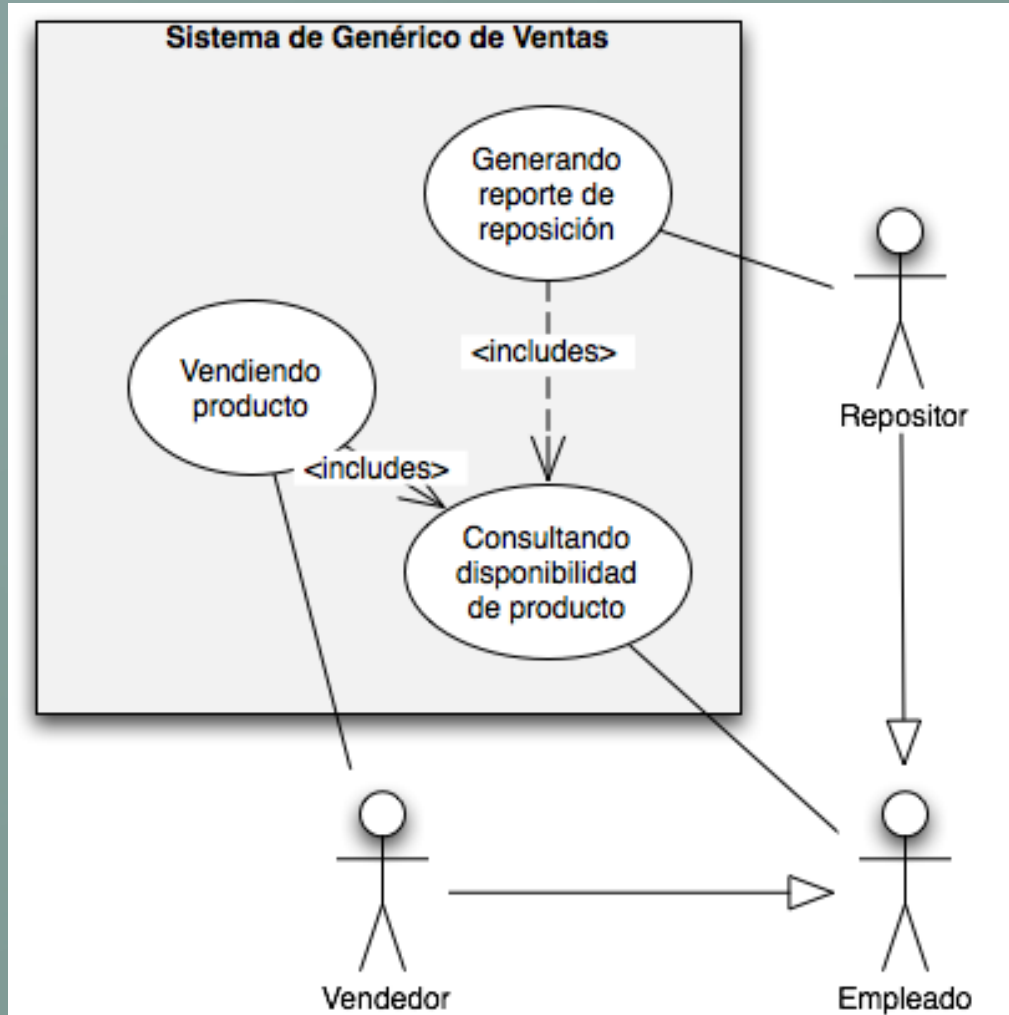 Sistema de Genérico de Ventas
Generando
reporte de
reposición
<includes>
Repositor
Vendiendo
producto
<includes>
Consultando
disponibilidad
de producto
Vendedor
Empleado